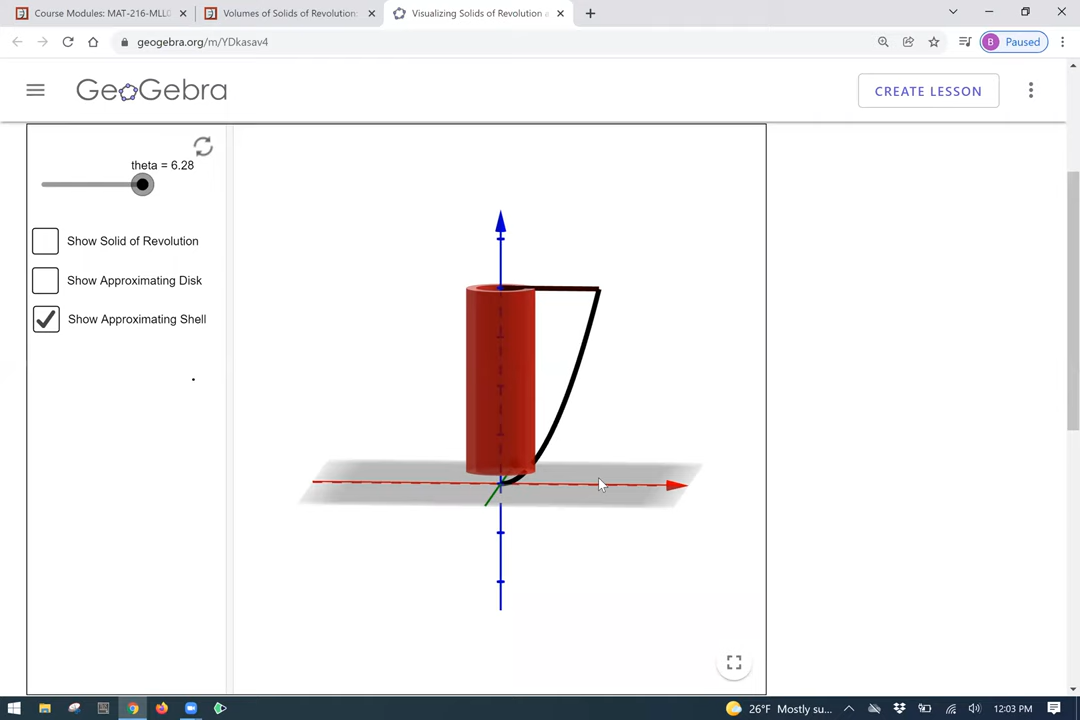 Course Modules: MAT-216-MLL0
Volumes of Solids of Revolution:
Visualizing Solids of Revolution a
geogebra.org/m/YDkasav4
B
Paused
GeoGebra
CREATE LESSON
theta = 6.28
Show Solid of Revolution
Show Approximating Disk
Show Approximating Shell
26°F Mostly su...
12:03 PM